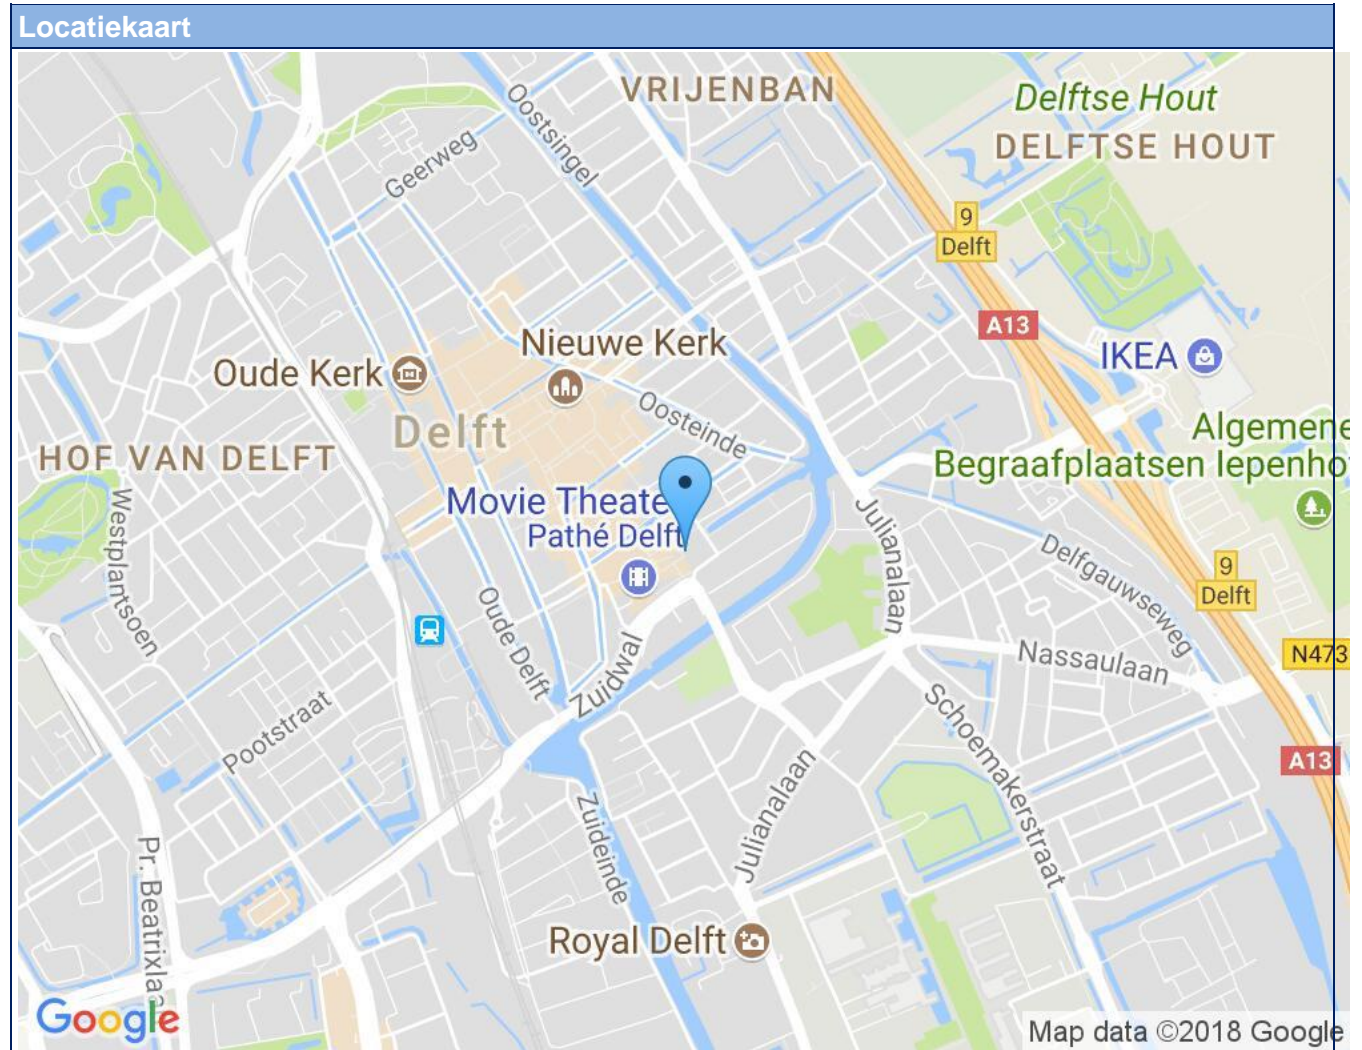 Locatiekaart
VRIJENBAN
Delftse Hout
DELFTSE HOUT
Oostsingel
Geerweg
9
Delft
A13
Nieuwe Kerk
IKEA
Oude Kerk
Oosteinde
Delft
Algemene
Begraafplaatsen Iepenho
HOF VAN DELFT
Movie Theate
Pathé Delft
Westplantsoen
Julianalaan
Delfgauwseweg
9
Delft
Oude Delft
Zuidwal
Nassaulaan
N473
Schoemakerstraat
Pootstraat
A13
Julianalaan
Zuideinde
Pr. Beatrixlaa
Royal Delft
Google
Map data ©2018 Google